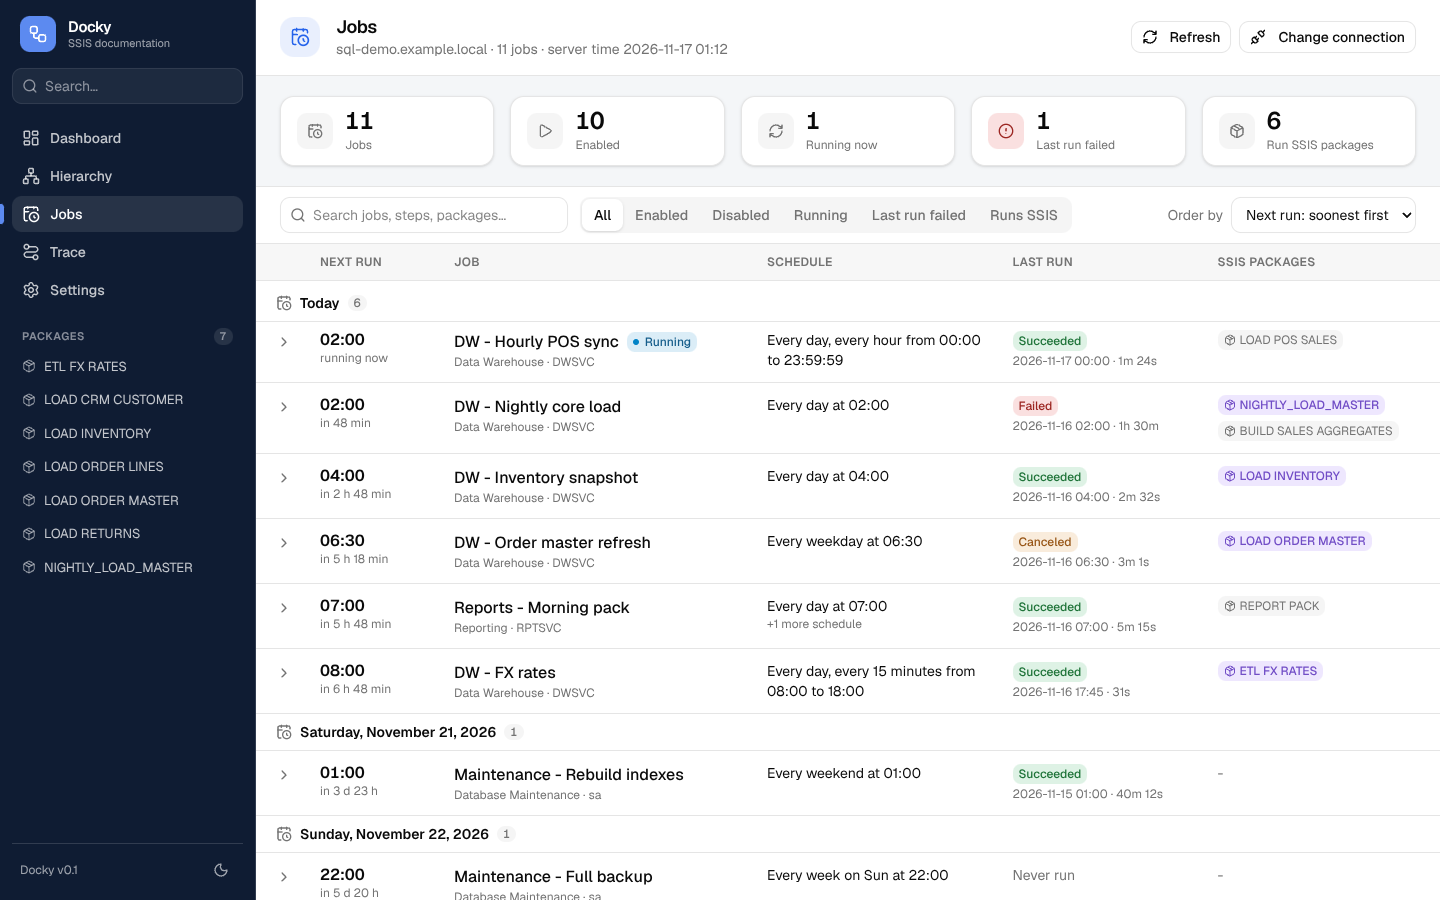 Docky
SSIS documentation
Search...
Dashboard
Hierarchy
Jobs
Trace
Settings
PACKAGES 7
ETL FX RATES
LOAD CRM CUSTOMER
LOAD INVENTORY
LOAD ORDER LINES
LOAD ORDER MASTER
LOAD RETURNS
NIGHTLY_LOAD_MASTER
Docky v0.1
Jobs
sql-demo.example.local · 11 jobs · server time 2026-11-17 01:12
Refresh
Change connection
11
Jobs
10
Enabled
1
Running now
1
Last run failed
6
Run SSIS packages
Search jobs, steps, packages...
All Enabled Disabled Running Last run failed Runs SSIS
Order by Next run: soonest first
NEXT RUN JOB SCHEDULE LAST RUN SSIS PACKAGES
Today 6
02:00
running now
DW - Hourly POS sync Running
Data Warehouse · DWSVC
Every day, every hour from 00:00
to 23:59:59
Succeeded
2026-11-17 00:00 · 1m 24s
LOAD POS SALES
02:00
in 48 min
DW - Nightly core load
Data Warehouse · DWSVC
Every day at 02:00
Failed
2026-11-16 02:00 · 1h 30m
NIGHTLY_LOAD_MASTER
BUILD SALES AGGREGATES
04:00
in 2 h 48 min
DW - Inventory snapshot
Data Warehouse · DWSVC
Every day at 04:00
Succeeded
2026-11-16 04:00 · 2m 32s
LOAD INVENTORY
06:30
in 5 h 18 min
DW - Order master refresh
Data Warehouse · DWSVC
Every weekday at 06:30
Canceled
2026-11-16 06:30 · 3m 1s
LOAD ORDER MASTER
07:00
in 5 h 48 min
Reports - Morning pack
Reporting · RPTSVC
Every day at 07:00
+1 more schedule
Succeeded
2026-11-16 07:00 · 5m 15s
REPORT PACK
08:00
in 6 h 48 min
DW - FX rates
Data Warehouse · DWSVC
Every day, every 15 minutes from
08:00 to 18:00
Succeeded
2026-11-16 17:45 · 31s
ETL FX RATES
Saturday, November 21, 2026 1
01:00
in 3 d 23 h
Maintenance - Rebuild indexes
Database Maintenance · sa
Every weekend at 01:00
Succeeded
2026-11-15 01:00 · 40m 12s
-
Sunday, November 22, 2026 1
22:00
in 5 d 20 h
Maintenance - Full backup
Database Maintenance · sa
Every week on Sun at 22:00
Never run
-